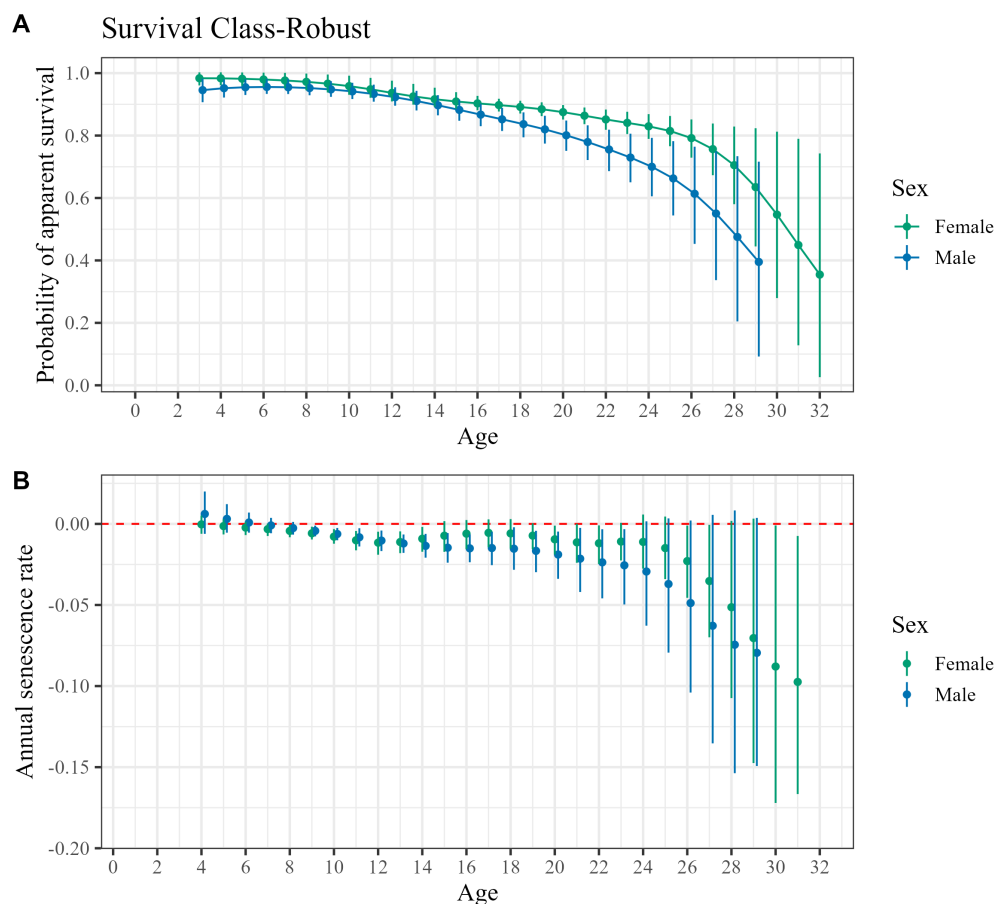 A
Survival Class-Robust
Probability of apparent survival
1.0
0.8
0.6
0.4
0.2
0.0
0 2 4 6 8 10 12 14 16 18 20 22 24 26 28 30 32
Age
Sex
Female
Male
B
Annual senescence rate
0.00
-0.05
-0.10
-0.15
-0.20
0 2 4 6 8 10 12 14 16 18 20 22 24 26 28 30 32
Age
Sex
Female
Male